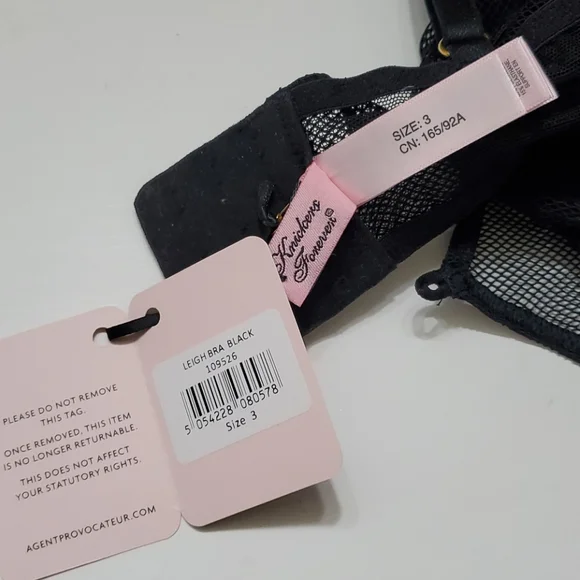 SIZE: 3
CN: 165/92A
Knickers
Forever
LEIGH BRA BLACK
109526
5 054228 080578
Size 3
PLEASE DO NOT REMOVE
THIS TAG.
ONCE REMOVED, THIS ITEM
IS NO LONGER RETURNABLE.
THIS DOES NOT AFFECT
YOUR STATUTORY RIGHTS.
AGENTPROVOCATEUR.COM